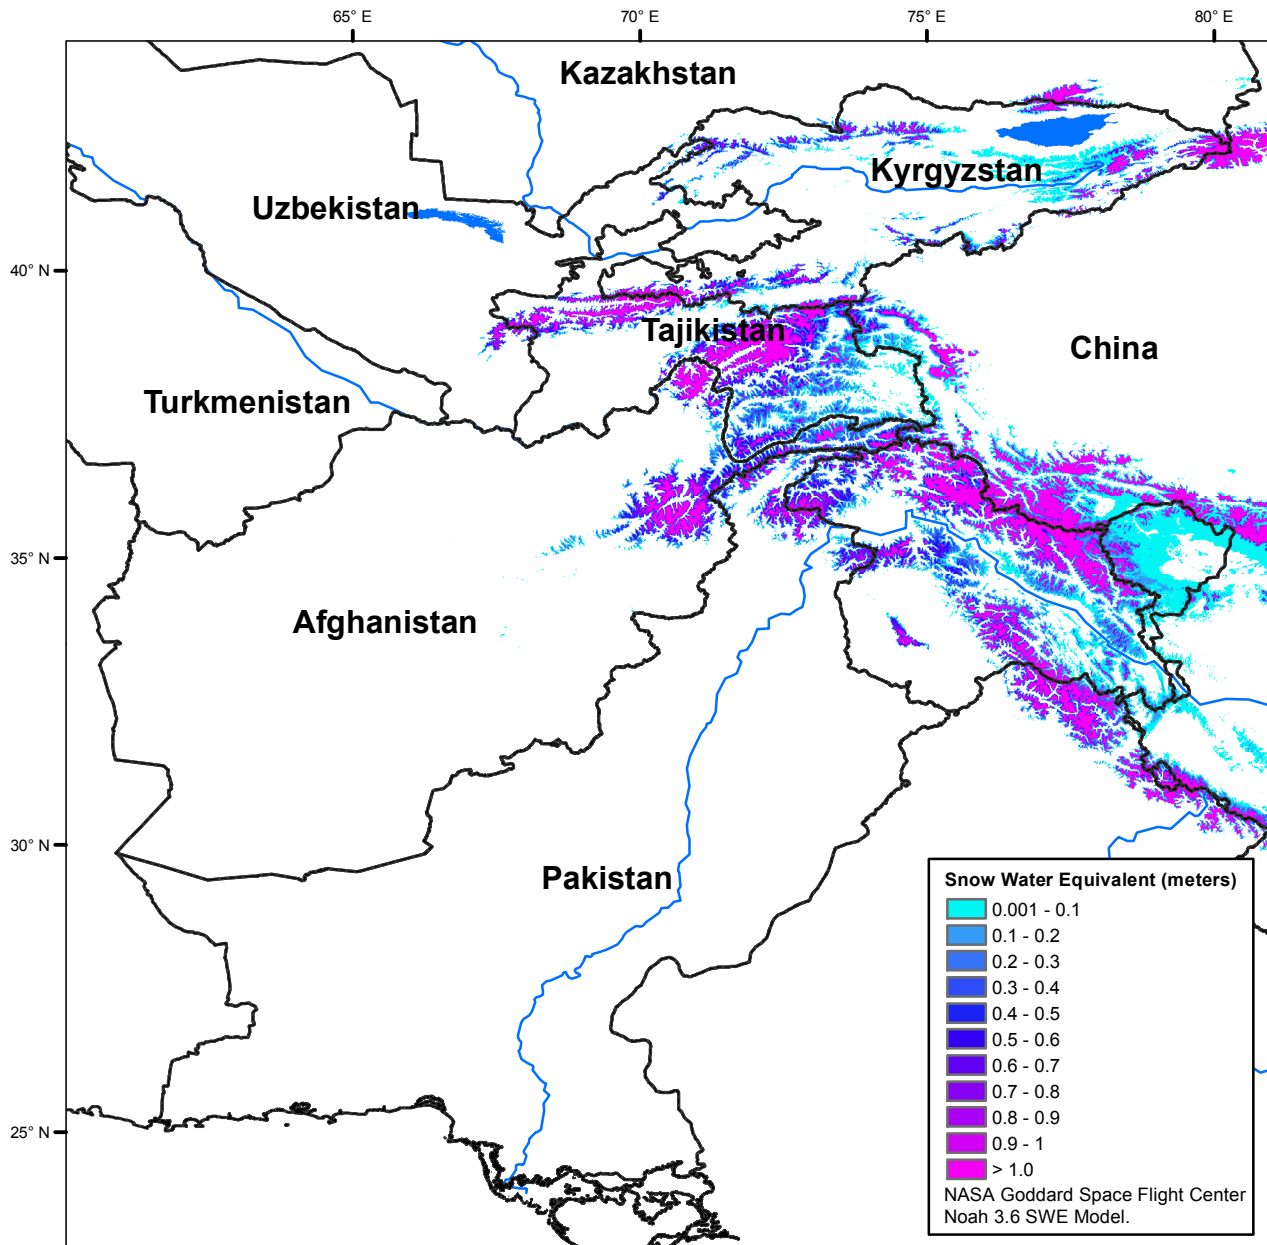 65° E
70° E
75° E
80° E
Kazakhstan
Kyrgyzstan
Uzbekistan
40° N
Tajikistan
China
Turkmenistan
35° N
Afghanistan
30° N
Pakistan
25° N
Snow Water Equivalent (meters)
0.001 - 0.1
0.1 - 0.2
0.2 - 0.3
0.3 - 0.4
0.4 - 0.5
0.5 - 0.6
0.6 - 0.7
0.7 - 0.8
0.8 - 0.9
0.9 - 1
> 1.0
NASA Goddard Space Flight Center
Noah 3.6 SWE Model.